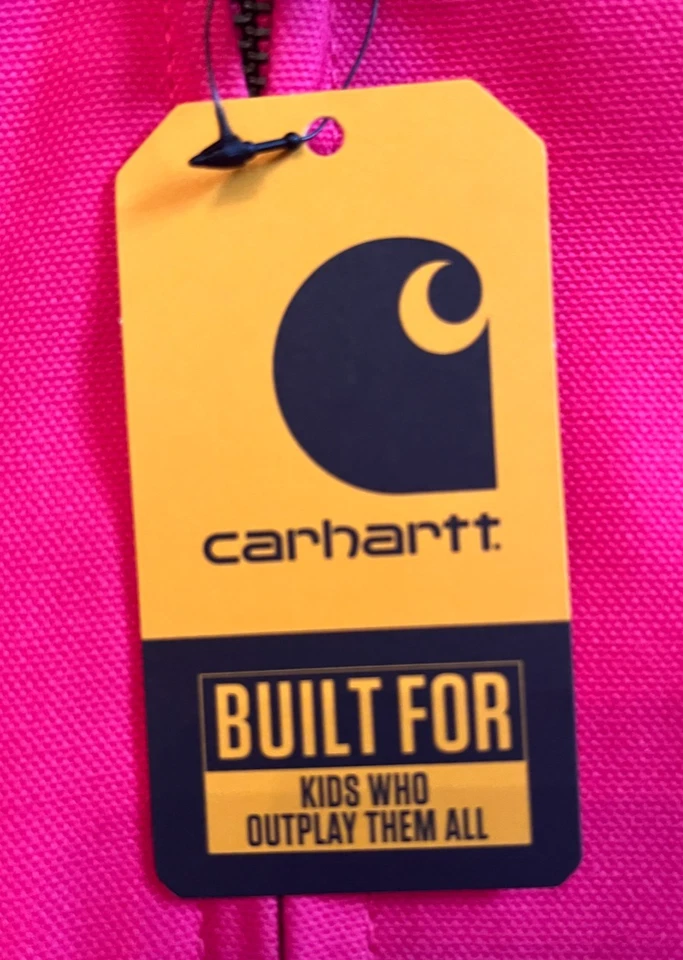 carhartt.
BUILT FOR
KIDS WHO
OUTPLAY THEM ALL